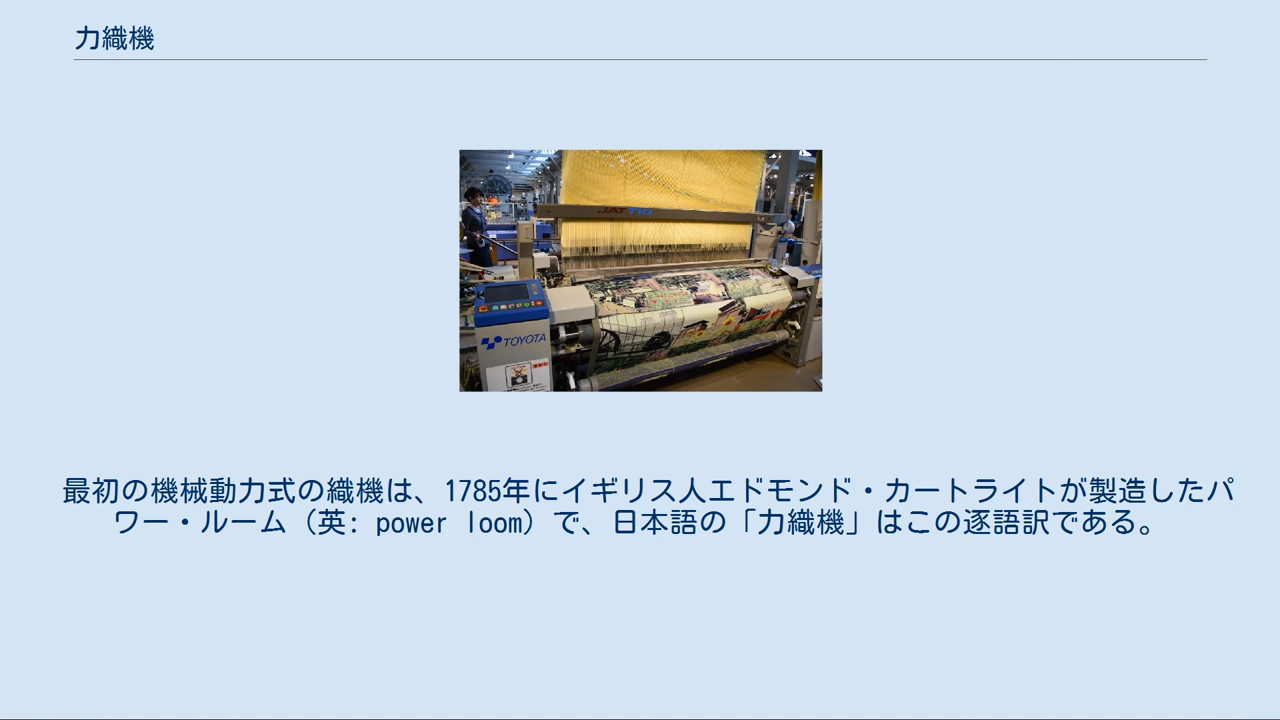 力織機
JAT 710
TOYOTA
最初の機械動力式の織機は、1785年にイギリス人エドモンド・カートライトが製造したパ
ワー・ルーム（英: power loom）で、日本語の「力織機」はこの逐語訳である。